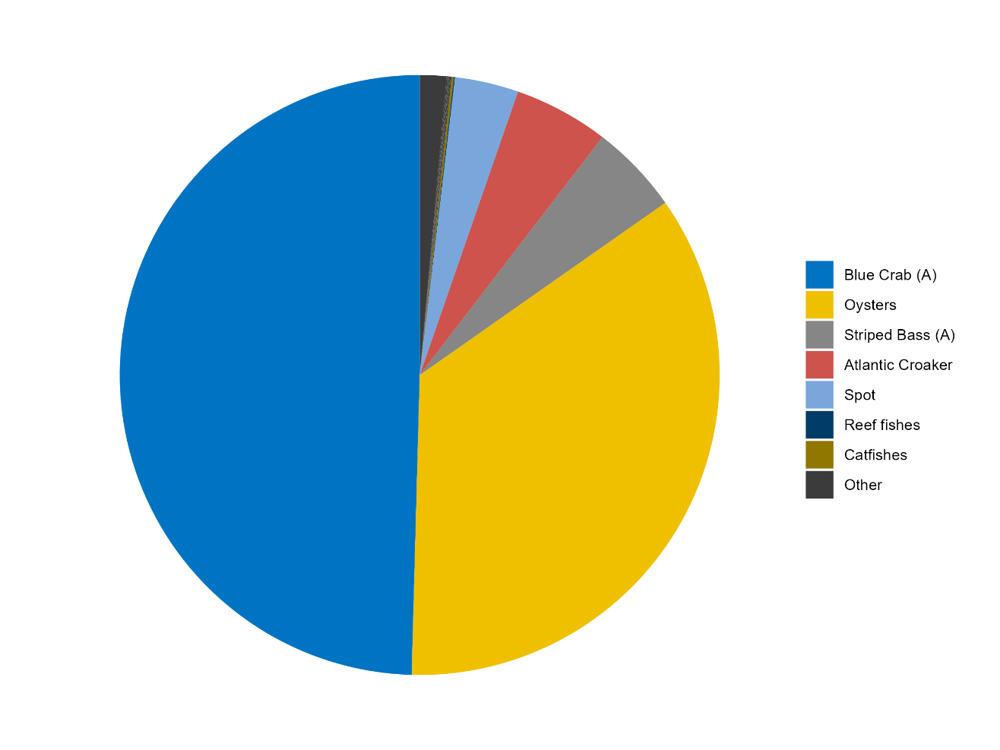 Blue Crab (A)
Oysters
Striped Bass (A)
Atlantic Croaker
Spot
Reef fishes
Catfishes
Other